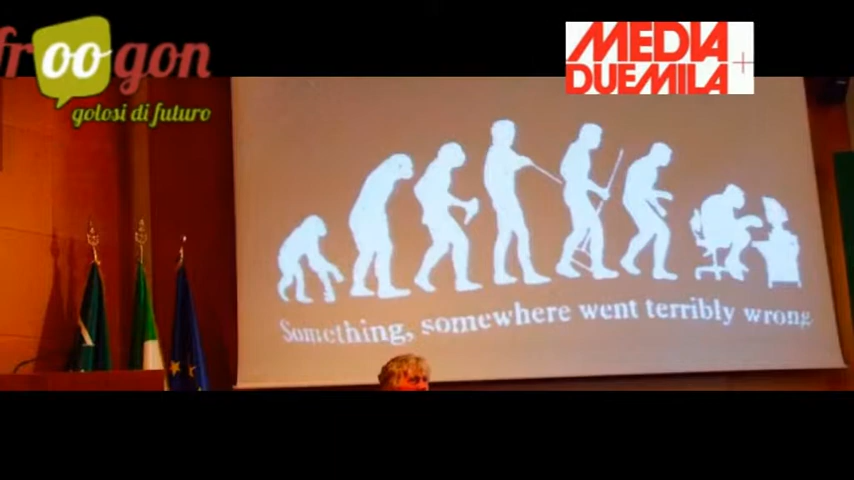 froogon
golosi di futuro
MEDIA
DUEMILA+
Something, somewhere went terribly wrong